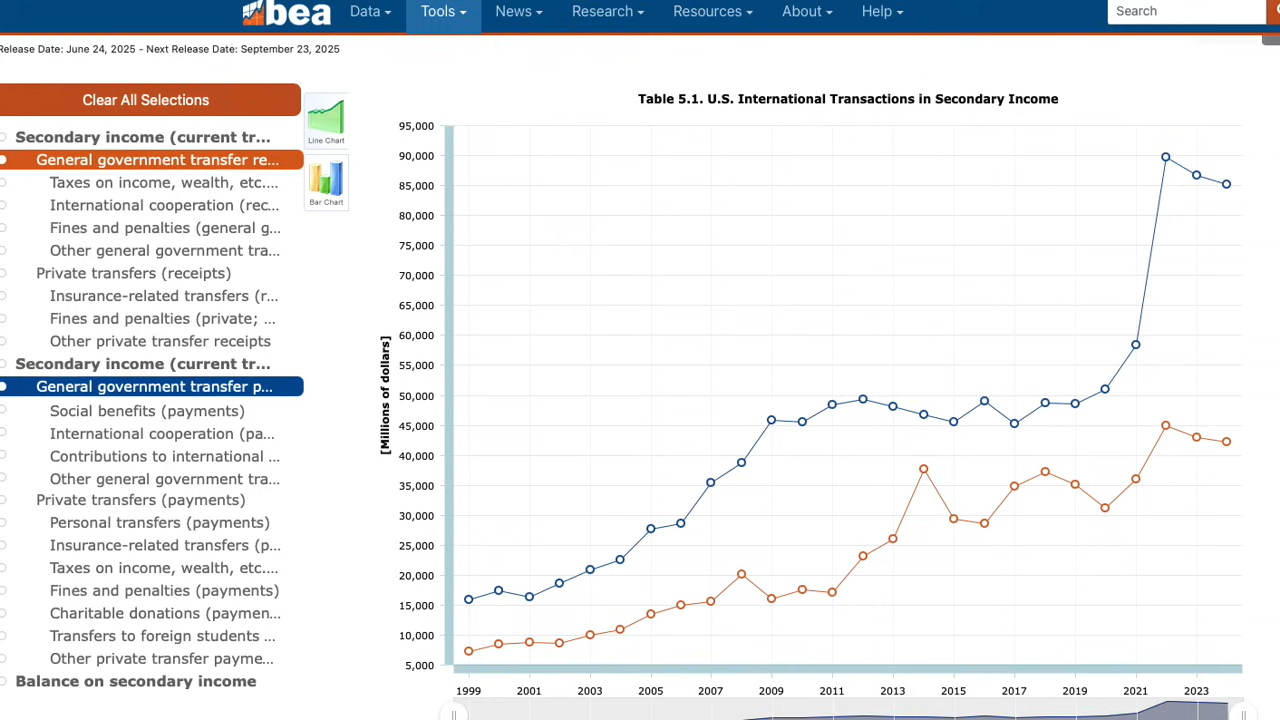 bea
Data
Tools
News
Research
Resources
About
Help
Search
Release Date: June 24, 2025 - Next Release Date: September 23, 2025
Clear All Selections
Secondary income (current tr...
General government transfer re...
Taxes on income, wealth, etc....
International cooperation (rec...
Fines and penalties (general g...
Other general government tra...
Private transfers (receipts)
Insurance-related transfers (r...
Fines and penalties (private; ...
Other private transfer receipts
Secondary income (current tr...
General government transfer p...
Social benefits (payments)
International cooperation (pa...
Contributions to international ...
Other general government tra...
Private transfers (payments)
Personal transfers (payments)
Insurance-related transfers (p...
Taxes on income, wealth, etc....
Fines and penalties (payments)
Charitable donations (paymen...
Transfers to foreign students ...
Other private transfer payme...
Balance on secondary income
Line Chart
Bar Chart
Table 5.1. U.S. International Transactions in Secondary Income
[Millions of dollars]
95,000
90,000
85,000
80,000
75,000
70,000
65,000
60,000
55,000
50,000
45,000
40,000
35,000
30,000
25,000
20,000
15,000
10,000
5,000
1999 2001 2003 2005 2007 2009 2011 2013 2015 2017 2019 2021 2023